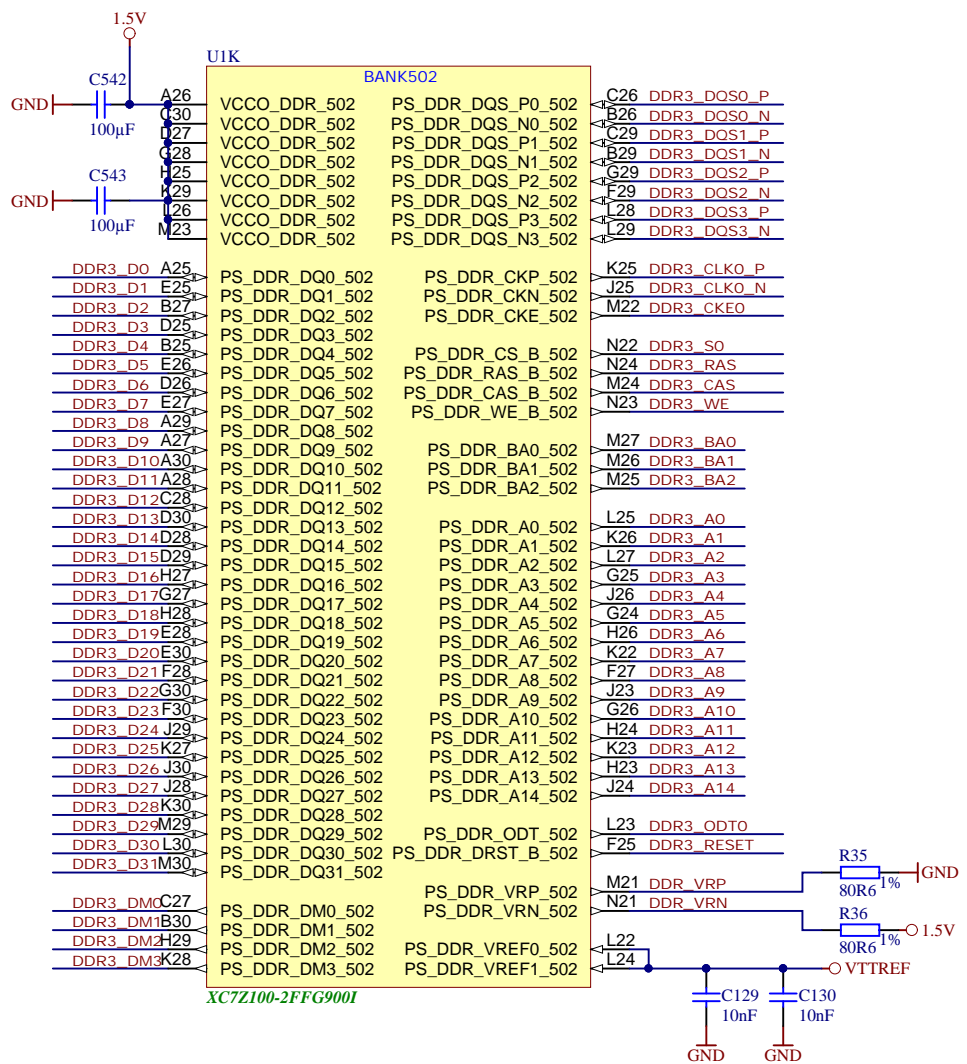 1.5V
U1K
BANK502
C542
GND
100µF
A26 VCCO_DDR_502
C30 VCCO_DDR_502
D27 VCCO_DDR_502
G28 VCCO_DDR_502
H25 VCCO_DDR_502
K29 VCCO_DDR_502
L26 VCCO_DDR_502
M23 VCCO_DDR_502
C543
GND
100µF
PS_DDR_DQS_P0_502 C26 DDR3_DQS0_P
PS_DDR_DQS_N0_502 B26 DDR3_DQS0_N
PS_DDR_DQS_P1_502 C29 DDR3_DQS1_P
PS_DDR_DQS_N1_502 B29 DDR3_DQS1_N
PS_DDR_DQS_P2_502 G29 DDR3_DQS2_P
PS_DDR_DQS_N2_502 F29 DDR3_DQS2_N
PS_DDR_DQS_P3_502 L28 DDR3_DQS3_P
PS_DDR_DQS_N3_502 L29 DDR3_DQS3_N
DDR3_D0 A25 PS_DDR_DQ0_502
DDR3_D1 E25 PS_DDR_DQ1_502
DDR3_D2 B27 PS_DDR_DQ2_502
DDR3_D3 D25 PS_DDR_DQ3_502
DDR3_D4 B25 PS_DDR_DQ4_502
DDR3_D5 E26 PS_DDR_DQ5_502
DDR3_D6 D26 PS_DDR_DQ6_502
DDR3_D7 E27 PS_DDR_DQ7_502
DDR3_D8 A29 PS_DDR_DQ8_502
DDR3_D9 A27 PS_DDR_DQ9_502
DDR3_D10 A30 PS_DDR_DQ10_502
DDR3_D11 A28 PS_DDR_DQ11_502
DDR3_D12 C28 PS_DDR_DQ12_502
DDR3_D13 D30 PS_DDR_DQ13_502
DDR3_D14 D28 PS_DDR_DQ14_502
DDR3_D15 D29 PS_DDR_DQ15_502
DDR3_D16 H27 PS_DDR_DQ16_502
DDR3_D17 G27 PS_DDR_DQ17_502
DDR3_D18 H28 PS_DDR_DQ18_502
DDR3_D19 E28 PS_DDR_DQ19_502
DDR3_D20 E30 PS_DDR_DQ20_502
DDR3_D21 F28 PS_DDR_DQ21_502
DDR3_D22 G30 PS_DDR_DQ22_502
DDR3_D23 F30 PS_DDR_DQ23_502
DDR3_D24 J29 PS_DDR_DQ24_502
DDR3_D25 K27 PS_DDR_DQ25_502
DDR3_D26 J30 PS_DDR_DQ26_502
DDR3_D27 J28 PS_DDR_DQ27_502
DDR3_D28 K30 PS_DDR_DQ28_502
DDR3_D29 M29 PS_DDR_DQ29_502
DDR3_D30 L30 PS_DDR_DQ30_502
DDR3_D31 M30 PS_DDR_DQ31_502
DDR3_DM0 C27 PS_DDR_DM0_502
DDR3_DM1 B30 PS_DDR_DM1_502
DDR3_DM2 H29 PS_DDR_DM2_502
DDR3_DM3 K28 PS_DDR_DM3_502
PS_DDR_CKP_502 K25 DDR3_CLK0_P
PS_DDR_CKN_502 J25 DDR3_CLK0_N
PS_DDR_CKE_502 M22 DDR3_CKE0
PS_DDR_CS_B_502 N22 DDR3_S0
PS_DDR_RAS_B_502 N24 DDR3_RAS
PS_DDR_CAS_B_502 M24 DDR3_CAS
PS_DDR_WE_B_502 N23 DDR3_WE
PS_DDR_BA0_502 M27 DDR3_BA0
PS_DDR_BA1_502 M26 DDR3_BA1
PS_DDR_BA2_502 M25 DDR3_BA2
PS_DDR_A0_502 L25 DDR3_A0
PS_DDR_A1_502 K26 DDR3_A1
PS_DDR_A2_502 L27 DDR3_A2
PS_DDR_A3_502 G25 DDR3_A3
PS_DDR_A4_502 J26 DDR3_A4
PS_DDR_A5_502 G24 DDR3_A5
PS_DDR_A6_502 H26 DDR3_A6
PS_DDR_A7_502 K22 DDR3_A7
PS_DDR_A8_502 F27 DDR3_A8
PS_DDR_A9_502 J23 DDR3_A9
PS_DDR_A10_502 G26 DDR3_A10
PS_DDR_A11_502 H24 DDR3_A11
PS_DDR_A12_502 K23 DDR3_A12
PS_DDR_A13_502 H23 DDR3_A13
PS_DDR_A14_502 J24 DDR3_A14
PS_DDR_ODT_502 L23 DDR3_ODT0
PS_DDR_DRST_B_502 F25 DDR3_RESET
PS_DDR_VRP_502 M21 DDR_VRP
PS_DDR_VRN_502 N21 DDR_VRN
PS_DDR_VREF0_502 L22
PS_DDR_VREF1_502 L24
R35
80R6 1%
GND
R36
80R6 1%
1.5V
VTTREF
C129
10nF
GND
C130
10nF
GND
XC7Z100-2FFG900I